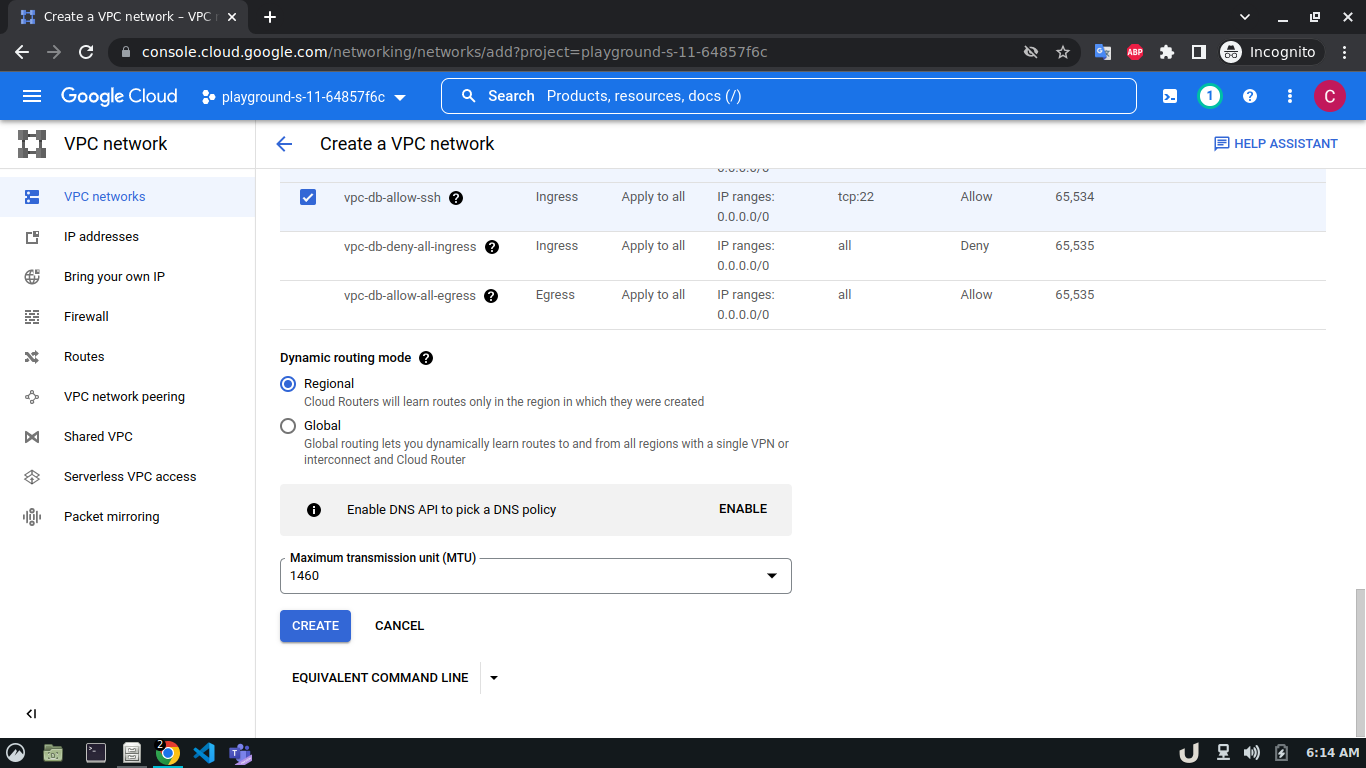 Create a VPC network – VPC
console.cloud.google.com/networking/networks/add?project=playground-s-11-64857f6c
ABP
Incognito
Google Cloud
playground-s-11-64857f6c
Search Products, resources, docs (/)
1
C
VPC network
Create a VPC network
HELP ASSISTANT
VPC networks
IP addresses
Bring your own IP
Firewall
Routes
VPC network peering
Shared VPC
Serverless VPC access
Packet mirroring
0.0.0.0/0
vpc-db-allow-ssh Ingress Apply to all IP ranges: tcp:22 Allow 65,534
0.0.0.0/0
vpc-db-deny-all-ingress Ingress Apply to all IP ranges: all Deny 65,535
0.0.0.0/0
vpc-db-allow-all-egress Egress Apply to all IP ranges: all Allow 65,535
0.0.0.0/0
Dynamic routing mode
Regional
Cloud Routers will learn routes only in the region in which they were created
Global
Global routing lets you dynamically learn routes to and from all regions with a single VPN or
interconnect and Cloud Router
Enable DNS API to pick a DNS policy ENABLE
Maximum transmission unit (MTU)
1460
CREATE CANCEL
EQUIVALENT COMMAND LINE
2
6:14 AM